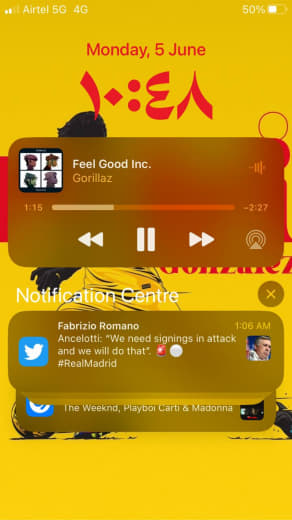 Airtel 5G 4G 50%
Monday, 5 June
١٠:٤٨
Feel Good Inc.
Gorillaz
1:15 -2:27
Notification Centre
Fabrizio Romano 1:06 AM
Ancelotti: “We need signings in attack
and we will do that”. 🚨⚪
#RealMadrid
The Weeknd, Playboi Carti & Madonna